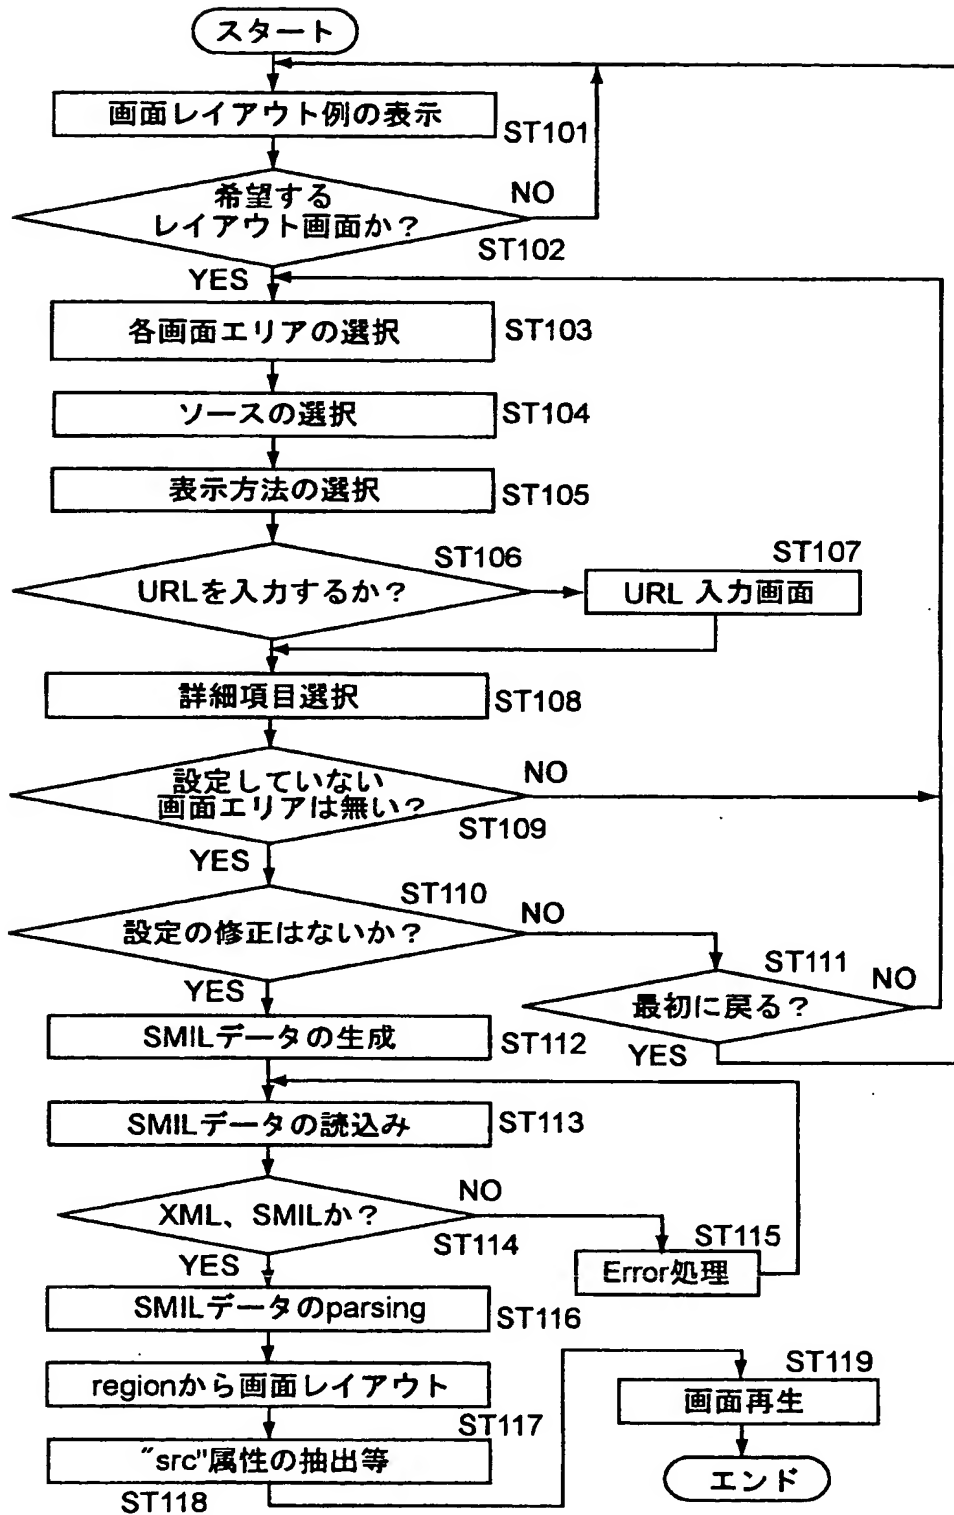 スタート
画面レイアウト例の表示
ST101
希望する
レイアウト画面か？
NO
ST102
YES
各画面エリアの選択
ST103
ソースの選択
ST104
表示方法の選択
ST105
URLを入力するか？
ST106
ST107
URL 入力画面
詳細項目選択
ST108
設定していない
画面エリアは無い？
NO
ST109
YES
ST110
設定の修正はないか？
NO
YES
ST111
最初に戻る？
NO
YES
SMILデータの生成
ST112
SMILデータの読込み
ST113
XML、SMILか？
NO
ST114
YES
ST115
Error処理
SMILデータのparsing
ST116
regionから画面レイアウト
ST117
"src"属性の抽出等
ST118
ST119
画面再生
エンド